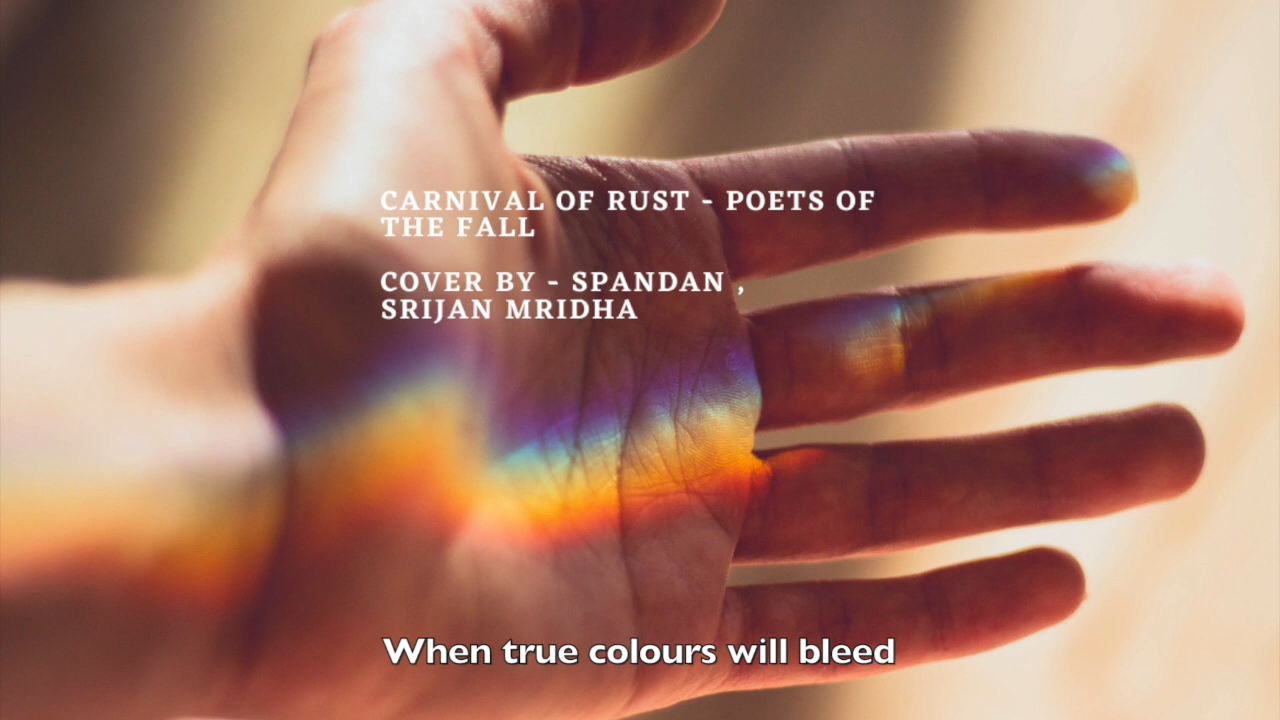 CARNIVAL OF RUST - POETS OF
THE FALL
COVER BY - SPANDAN ,
SRIJAN MRIDHA
When true colours will bleed